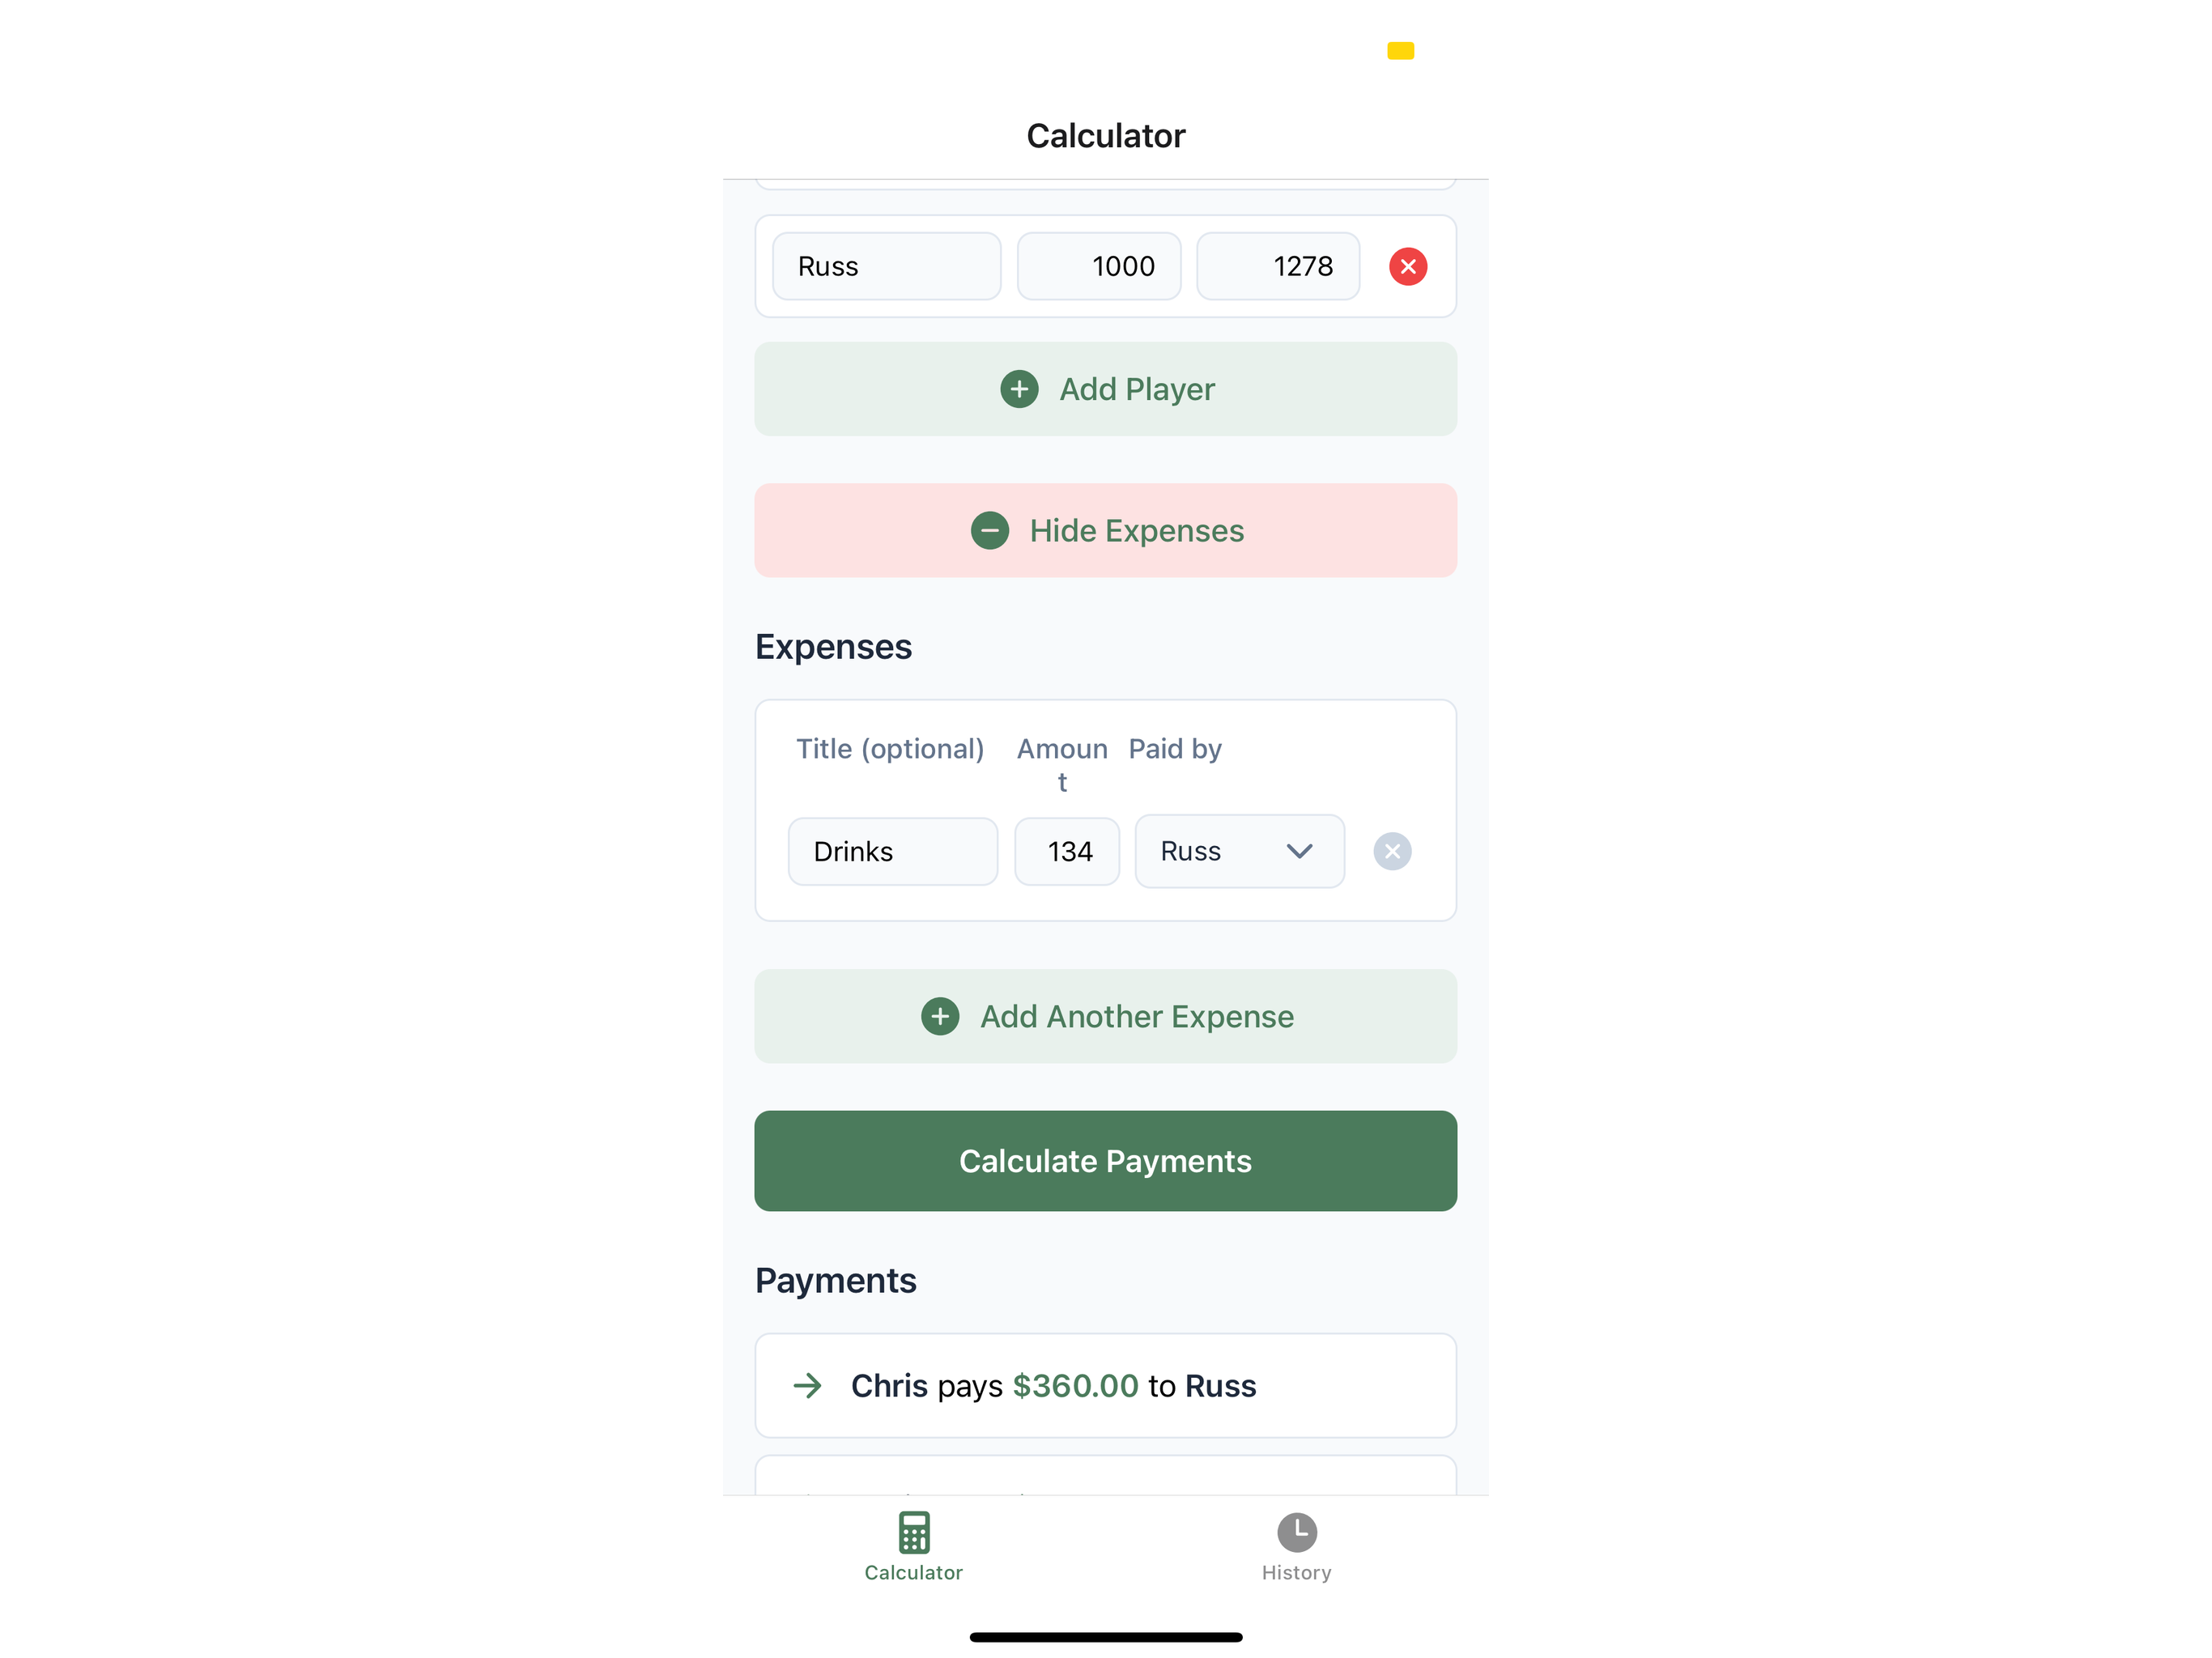 Calculator
Russ 1000 1278
Add Player
Hide Expenses
Expenses
Title (optional) Amoun Paid by
t
Drinks 134 Russ
Add Another Expense
Calculate Payments
Payments
Chris pays $360.00 to Russ
Calculator History